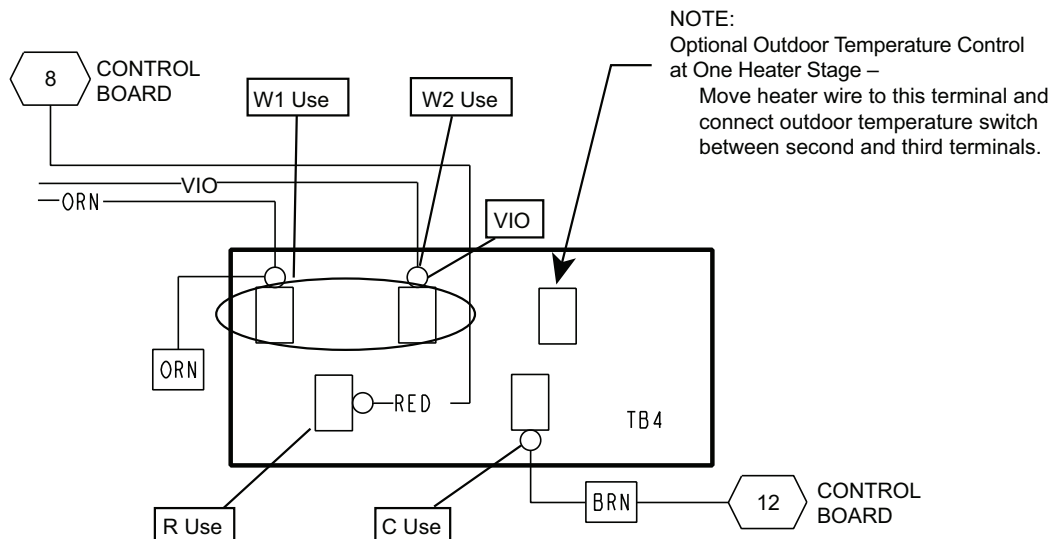 NOTE:
Optional Outdoor Temperature Control
at One Heater Stage –
Move heater wire to this terminal and
connect outdoor temperature switch
between second and third terminals.
8
CONTROL
BOARD
W1 Use
W2 Use
VIO
ORN
VIO
ORN
RED
TB4
R Use
C Use
BRN
12
CONTROL
BOARD